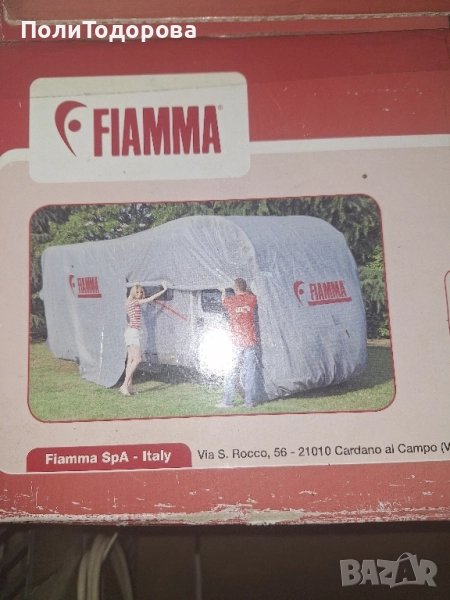 ПолиТодорова
FIAMMA
FIAMMA
FIAMMA
Fiamma SpA - Italy
Via S. Rocco, 56 - 21010 Cardano al Campo (V
BAZAR